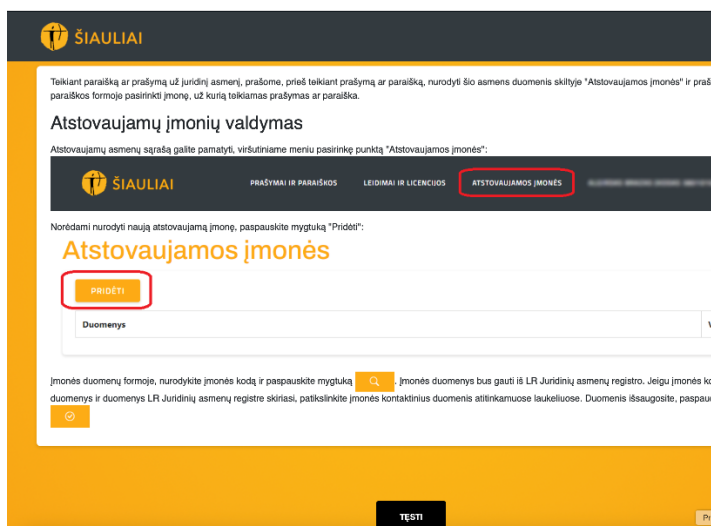 ŠIAULIAI
Teikiant paraišką ar prašymą už juridinį asmenį, prašome, prieš teikiant prašymą ar paraišką, nurodyti šio asmens duomenis skiltyje "Atstovaujamos įmonės" ir praš
paraiškos formoje pasirinkti įmonę, už kurią teikiamas prašymas ar paraiška.
Atstovaujamų įmonių valdymas
Atstovaujamų asmenų sąrašą galite pamatyti, viršutiniame meniu pasirinkę punktą "Atstovaujamos įmonės":
ŠIAULIAI PRAŠYMAI IR PARAIŠKOS LEIDIMAI IR LICENCIJOS ATSTOVAUJAMOS ĮMONĖS
Norėdami nurodyti naują atstovaujamą įmonę, paspauskite mygtuką "Pridėti":
Atstovaujamos įmonės
PRIDĖTI
Duomenys
Įmonės duomenų formoje, nurodykite įmonės kodą ir paspauskite mygtuką . Įmonės duomenys bus gauti iš LR Juridinių asmenų registro. Jeigu įmonės ko
duomenys ir duomenys LR Juridinių asmenų registre skiriasi, patikslinkite įmonės kontaktinius duomenis atitinkamuose laukeliuose. Duomenis išsaugosite, paspau
TĘSTI